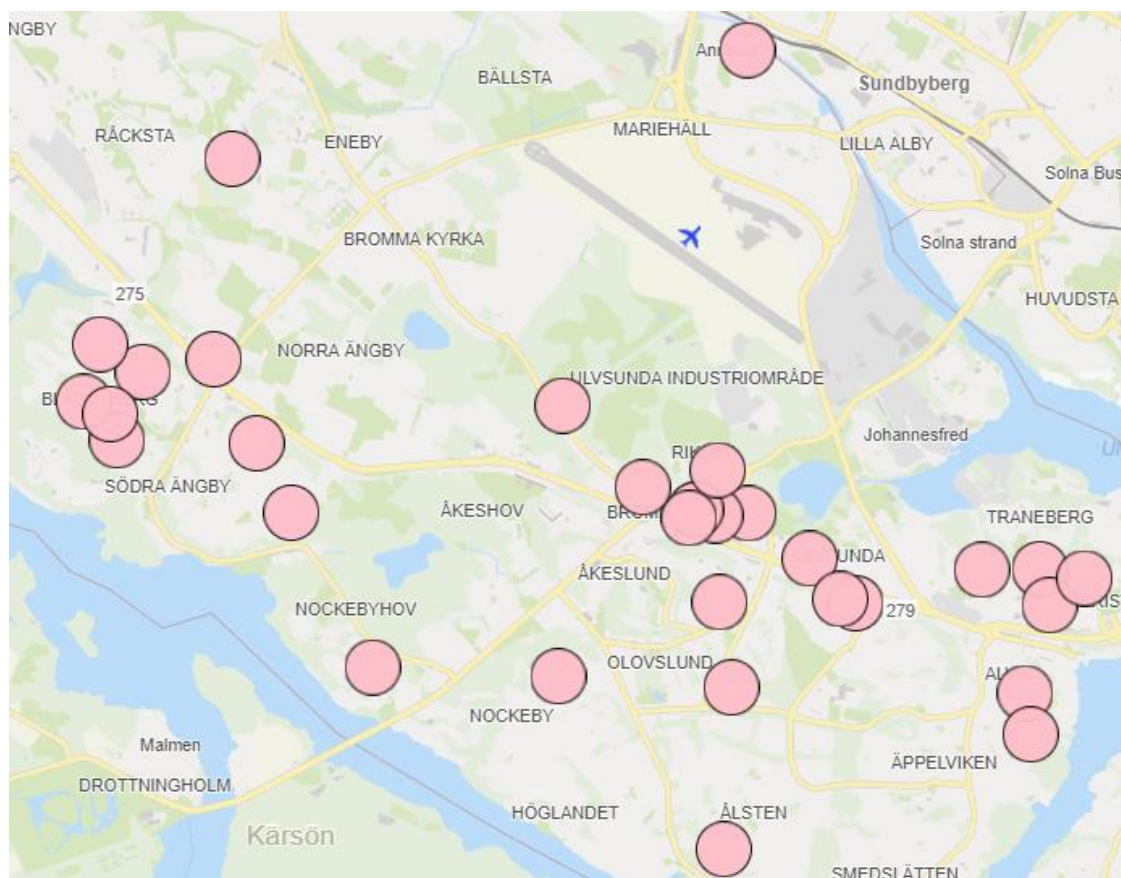 NGBY
BÄLLSTA
Sundbyberg
RÅCKSTA
ENEBY
MARIEHÄLL
LILLA ALBY
Solna Bus
BROMMA KYRKA
Solna strand
275
HUVUDSTA
NORRA ÄNGBY
ULVSUNDA INDUSTRIOMRÅDE
Johannesfred
SÖDRA ÄNGBY
ÅKESHOV
TRANEBERG
ÅKESLUND
NOCKEBYHOV
279
OLOVSLUND
NOCKEBY
Malmen
ÄPPELVIKEN
DROTTNINGHOLM
HÖGLANDET
ÅLSTEN
Kärsön
SMEDSLÄTTEN